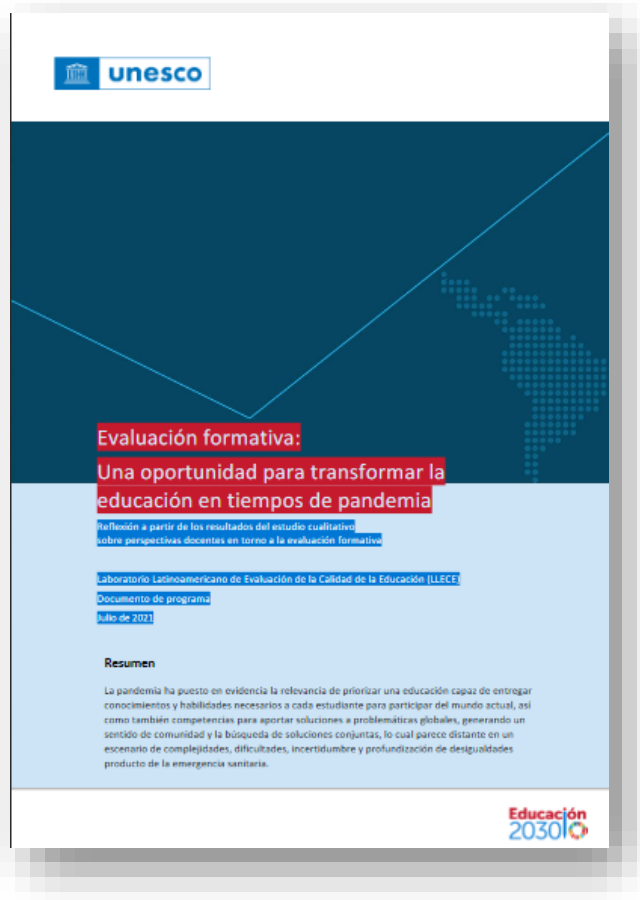 unesco
Evaluación formativa:
Una oportunidad para transformar la
educación en tiempos de pandemia
Reflexión a partir de los resultados del estudio cualitativo
sobre perspectivas docentes en torno a la evaluación formativa
Laboratorio Latinoamericano de Evaluación de la Calidad de la Educación (LLECE)
Documento de programa
Julio de 2021
Resumen
La pandemia ha puesto en evidencia la relevancia de priorizar una educación capaz de entregar
conocimientos y habilidades necesarios a cada estudiante para participar del mundo actual, así
como también competencias para aportar soluciones a problemáticas globales, generando un
sentido de comunidad y la búsqueda de soluciones conjuntas, lo cual parece distante en un
escenario de complejidades, dificultades, incertidumbre y profundización de desigualdades
producto de la emergencia sanitaria.
Educación
2030